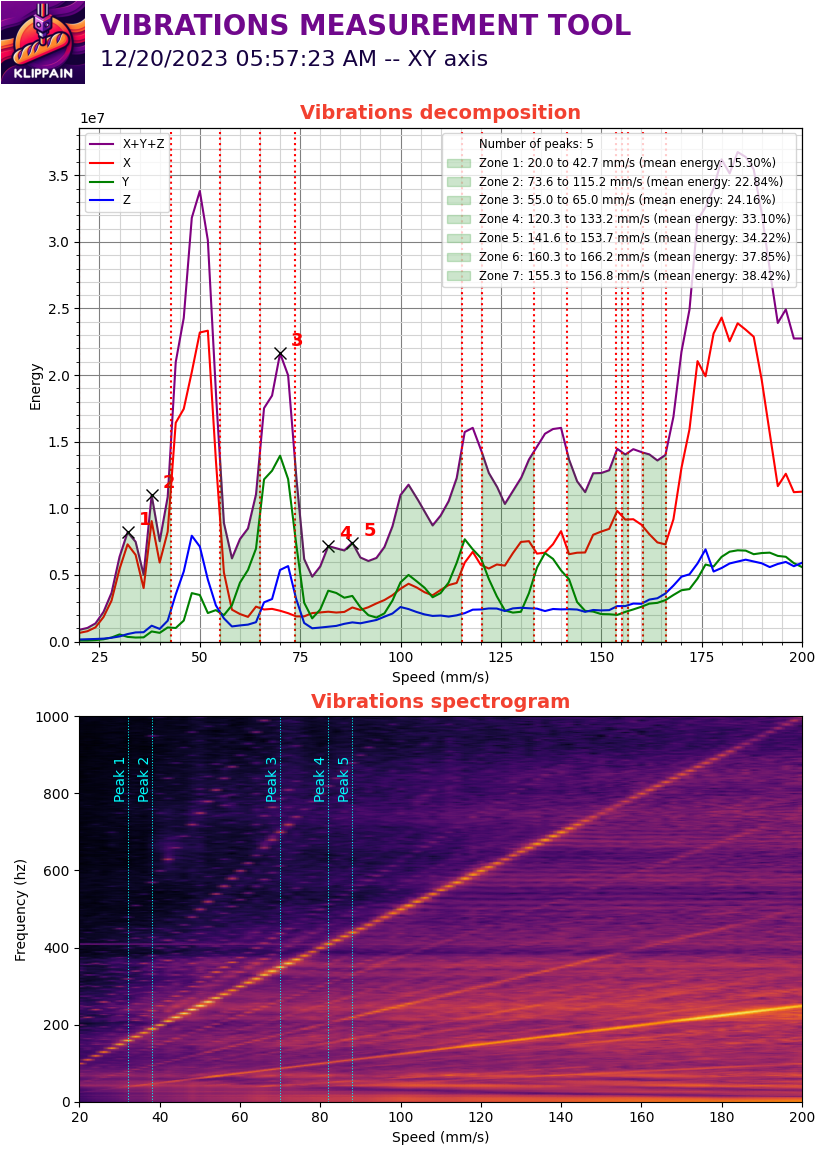 KLIPPAIN
VIBRATIONS MEASUREMENT TOOL
12/20/2023 05:57:23 AM -- XY axis
Vibrations decomposition
1e7
X+Y+Z
X
Y
Z
Number of peaks: 5
Zone 1: 20.0 to 42.7 mm/s (mean energy: 15.30%)
Zone 2: 73.6 to 115.2 mm/s (mean energy: 22.84%)
Zone 3: 55.0 to 65.0 mm/s (mean energy: 24.16%)
Zone 4: 120.3 to 133.2 mm/s (mean energy: 33.10%)
Zone 5: 141.6 to 153.7 mm/s (mean energy: 34.22%)
Zone 6: 160.3 to 166.2 mm/s (mean energy: 37.85%)
Zone 7: 155.3 to 156.8 mm/s (mean energy: 38.42%)
3.5
3.0
2.5
2.0
1.5
1.0
0.5
0.0
Energy
1
2
3
4
5
25 50 75 100 125 150 175 200
Speed (mm/s)
Vibrations spectrogram
1000
800
600
400
200
0
Frequency (hz)
Peak 1
Peak 2
Peak 3
Peak 4
Peak 5
20 40 60 80 100 120 140 160 180 200
Speed (mm/s)